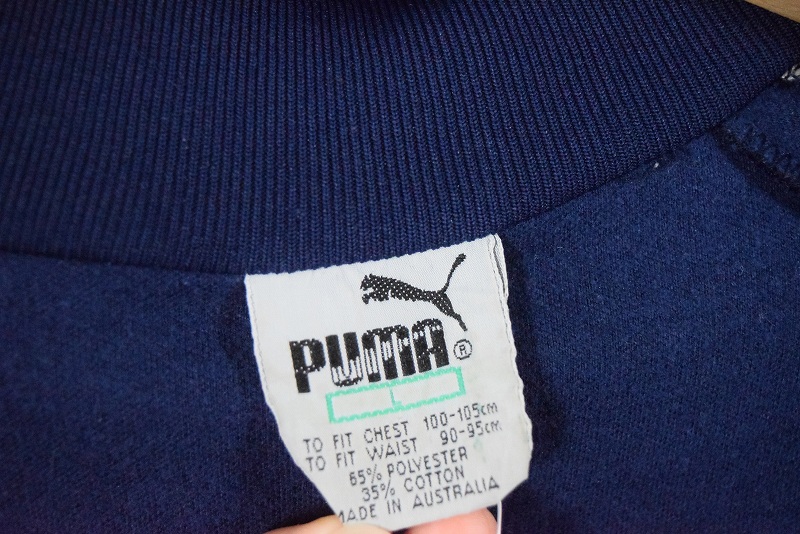 PUMA®
L
TO FIT CHEST 100-105cm
TO FIT WAIST 90-95cm
65% POLYESTER
35% COTTON
MADE IN AUSTRALIA